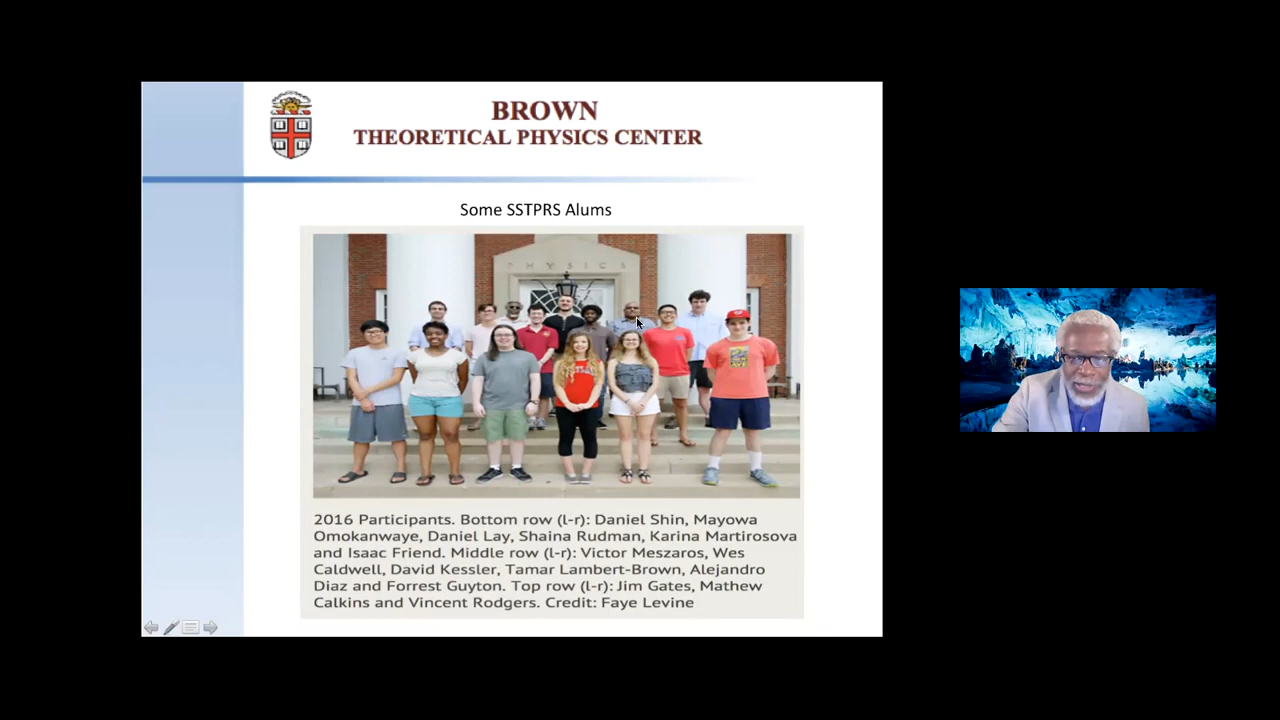 BROWN
THEORETICAL PHYSICS CENTER
Some SSTPRS Alums
PHYSICS
2016 Participants. Bottom row (l-r): Daniel Shin, Mayowa
Omokanwaye, Daniel Lay, Shaina Rudman, Karina Martirosova
and Isaac Friend. Middle row (l-r): Victor Meszaros, Wes
Caldwell, David Kessler, Tamar Lambert-Brown, Alejandro
Diaz and Forrest Guyton. Top row (l-r): Jim Gates, Mathew
Calkins and Vincent Rodgers. Credit: Faye Levine